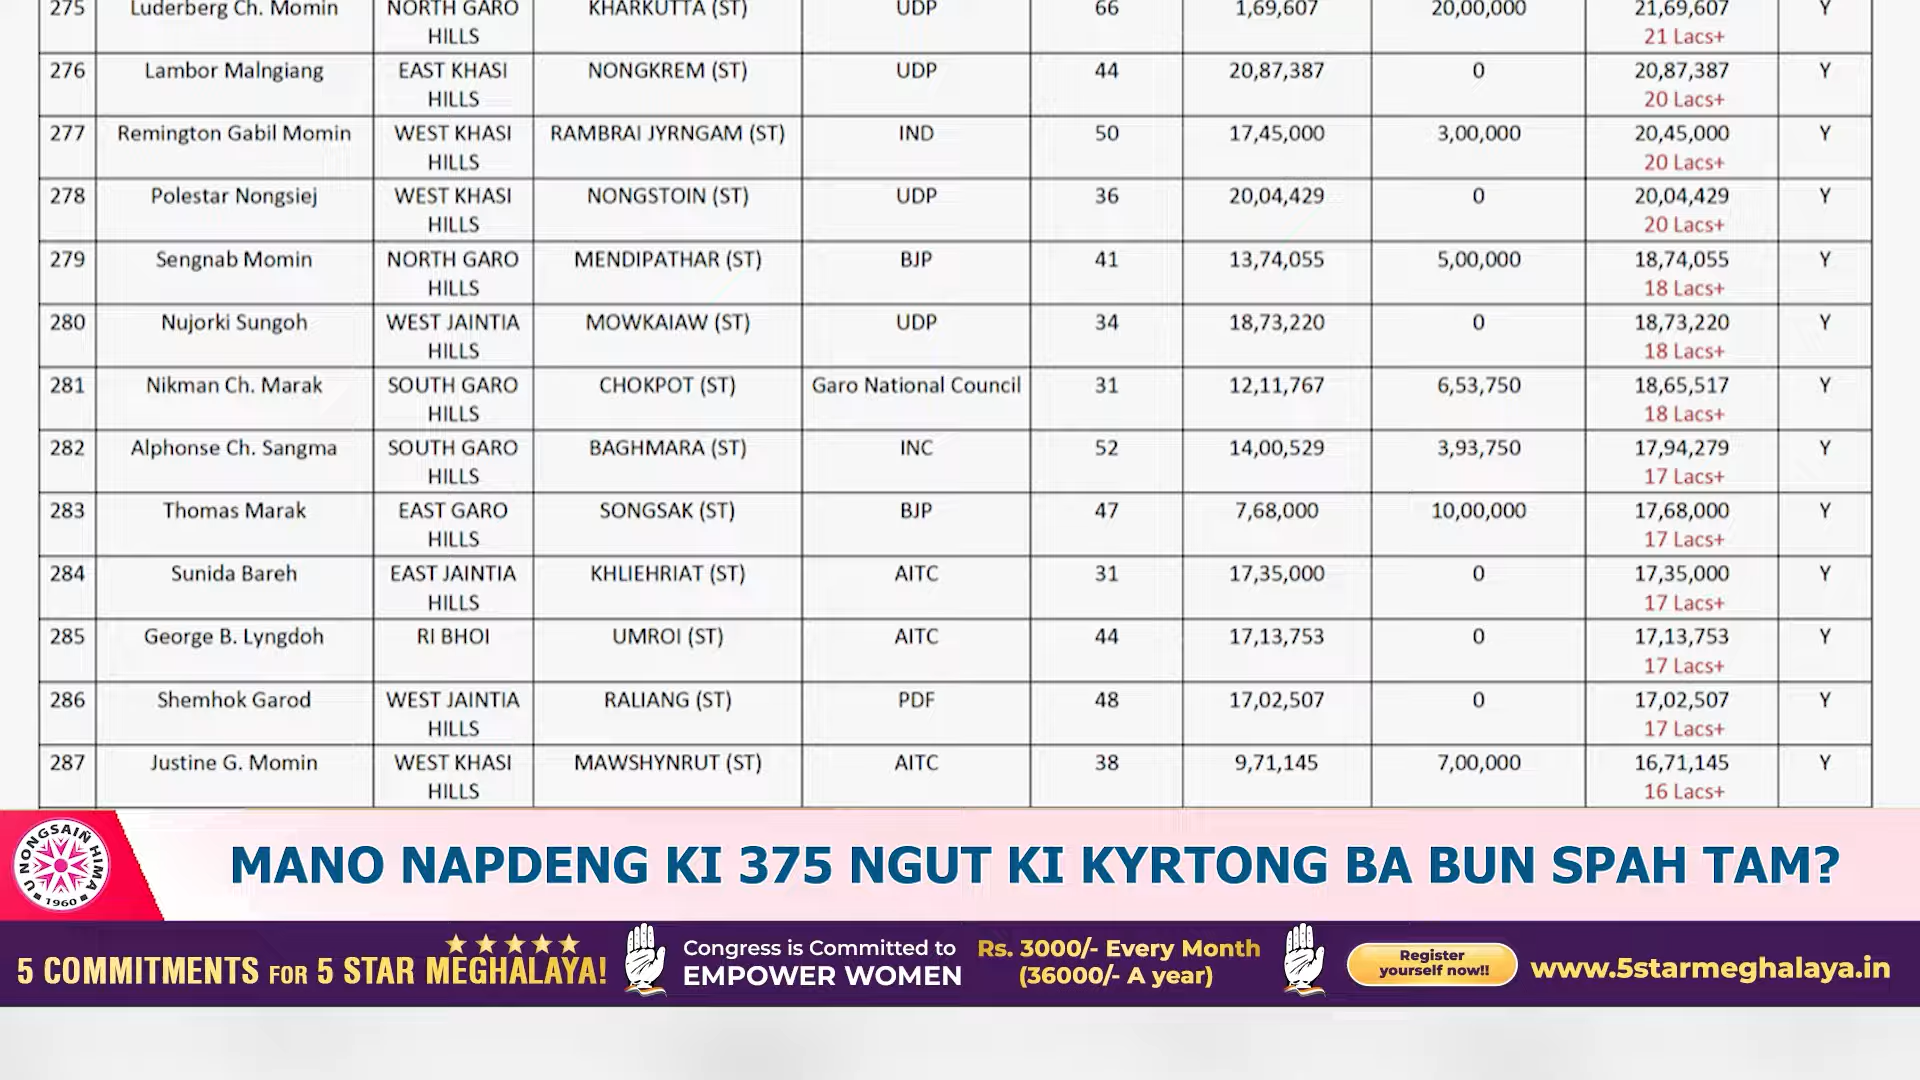 275 Luderberg Ch. Momin NORTH GARO KHARKUTTA (ST) UDP 66 1,69,607 20,00,000 21,69,607 Y
HILLS 21 Lacs+
276 Lambor Malngiang EAST KHASI NONGKREM (ST) UDP 44 20,87,387 0 20,87,387 Y
HILLS 20 Lacs+
277 Remington Gabil Momin WEST KHASI RAMBRAI JYRNGAM (ST) IND 50 17,45,000 3,00,000 20,45,000 Y
HILLS 20 Lacs+
278 Polestar Nongsiej WEST KHASI NONGSTOIN (ST) UDP 36 20,04,429 0 20,04,429 Y
HILLS 20 Lacs+
279 Sengnab Momin NORTH GARO MENDIPATHAR (ST) BJP 41 13,74,055 5,00,000 18,74,055 Y
HILLS 18 Lacs+
280 Nujorki Sungoh WEST JAINTIA MOWKAIAW (ST) UDP 34 18,73,220 0 18,73,220 Y
HILLS 18 Lacs+
281 Nikman Ch. Marak SOUTH GARO CHOKPOT (ST) Garo National Council 31 12,11,767 6,53,750 18,65,517 Y
HILLS 18 Lacs+
282 Alphonse Ch. Sangma SOUTH GARO BAGHMARA (ST) INC 52 14,00,529 3,93,750 17,94,279 Y
HILLS 17 Lacs+
283 Thomas Marak EAST GARO SONGSAK (ST) BJP 47 7,68,000 10,00,000 17,68,000 Y
HILLS 17 Lacs+
284 Sunida Bareh EAST JAINTIA KHLIEHRIAT (ST) AITC 31 17,35,000 0 17,35,000 Y
HILLS 17 Lacs+
285 George B. Lyngdoh RI BHOI UMROI (ST) AITC 44 17,13,753 0 17,13,753 Y
17 Lacs+
286 Shemhok Garod WEST JAINTIA RALIANG (ST) PDF 48 17,02,507 0 17,02,507 Y
HILLS 17 Lacs+
287 Justine G. Momin WEST KHASI MAWSHYNRUT (ST) AITC 38 9,71,145 7,00,000 16,71,145 Y
HILLS 16 Lacs+
U NONGSAIÑ HIMA
1960
MANO NAPDENG KI 375 NGUT KI KYRTONG BA BUN SPAH TAM?
5 COMMITMENTS FOR 5 STAR MEGHALAYA!
Congress is Committed to
EMPOWER WOMEN
Rs. 3000/- Every Month
(36000/- A year)
Register
yourself now!!
www.5starmeghalaya.in